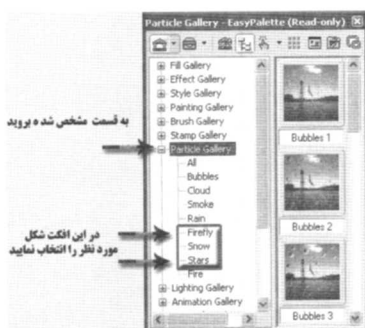 Particle Gallery - EasyPalette (Read-only)
Fill Gallery
Effect Gallery
Style Gallery
Painting Gallery
Brush Gallery
Stamp Gallery
Particle Gallery
All
Bubbles
Cloud
Smoke
Rain
Firefly
Snow
Stars
Fire
Lighting Gallery
Animation Gallery
Bubbles 1
Bubbles 2
Bubbles 3
به قسمت مشخص شده بروید
در این افکت شکل
مورد نظر را انتخاب نمایید